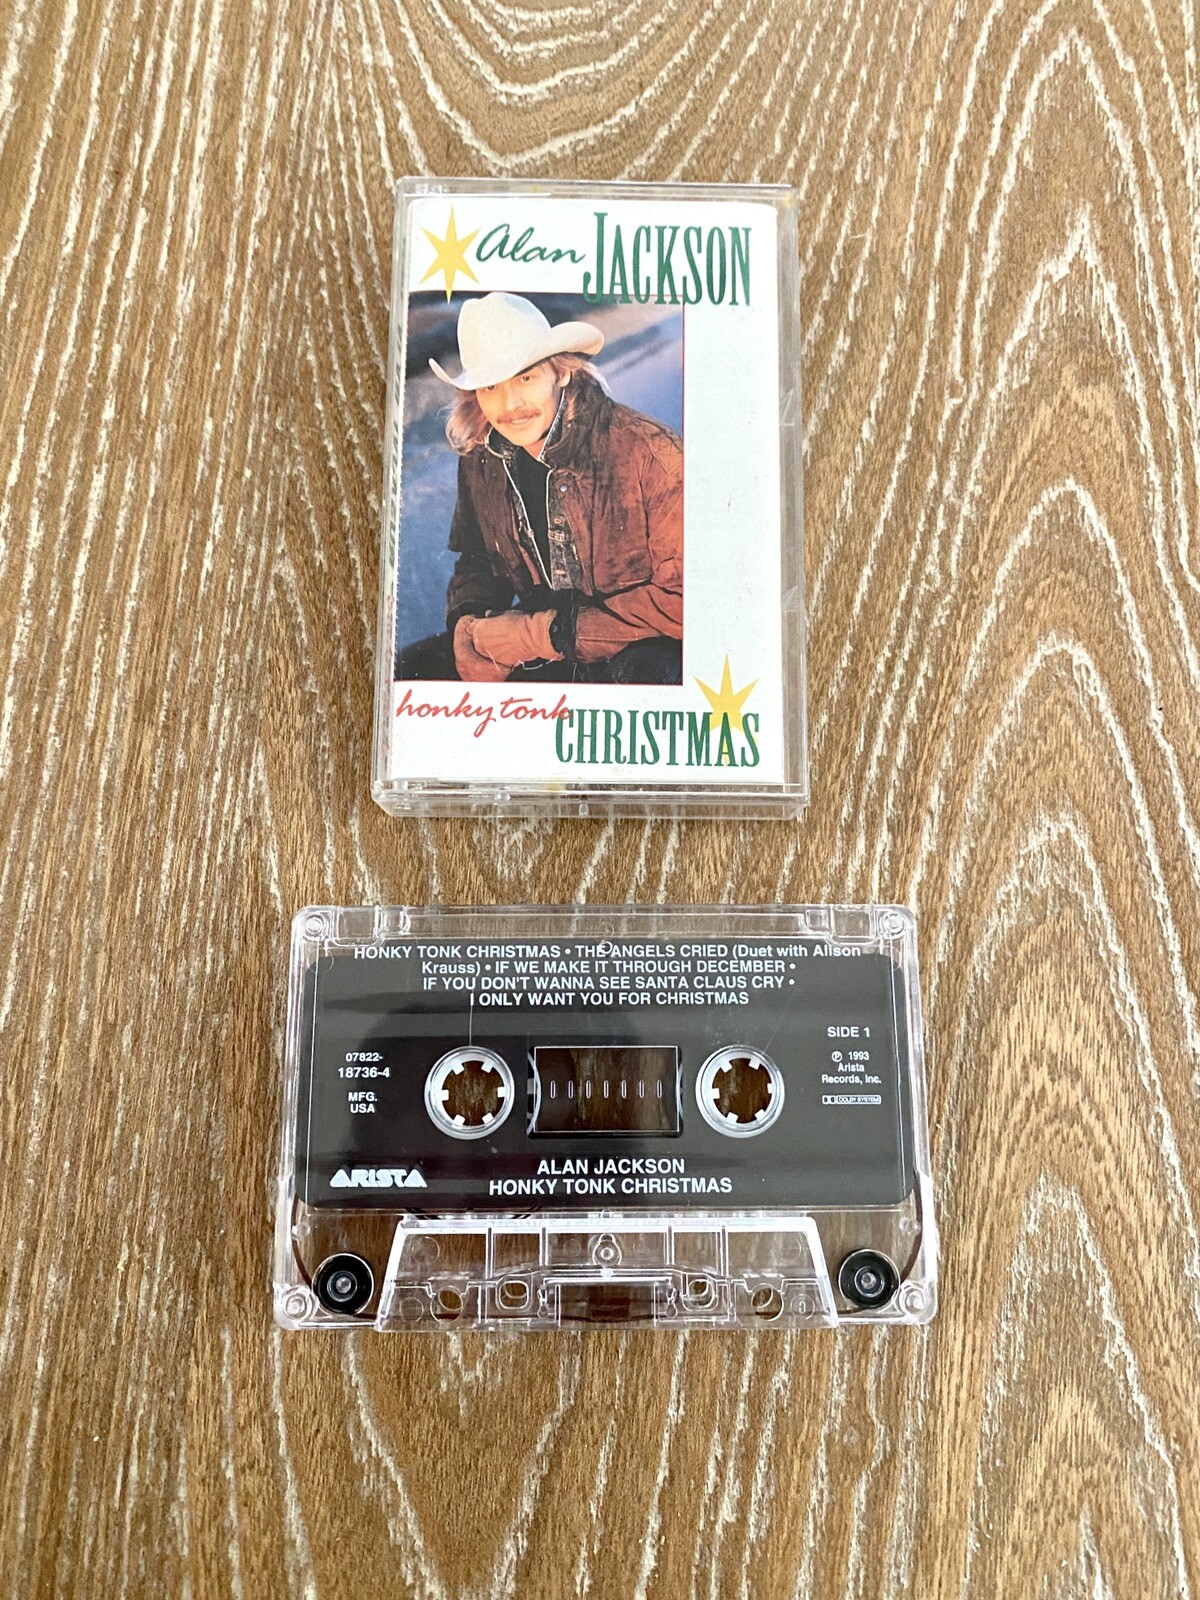 Alan JACKSON
honky tonk
CHRISTMAS
HONKY TONK CHRISTMAS • THE ANGELS CRIED (Duet with Alison
Krauss) • IF WE MAKE IT THROUGH DECEMBER •
IF YOU DON'T WANNA SEE SANTA CLAUS CRY •
I ONLY WANT YOU FOR CHRISTMAS
SIDE 1
07822-
18736-4
MFG.
USA
℗ 1993
Arista
Records, Inc.
DOLBY SYSTEM
ARISTA
ALAN JACKSON
HONKY TONK CHRISTMAS